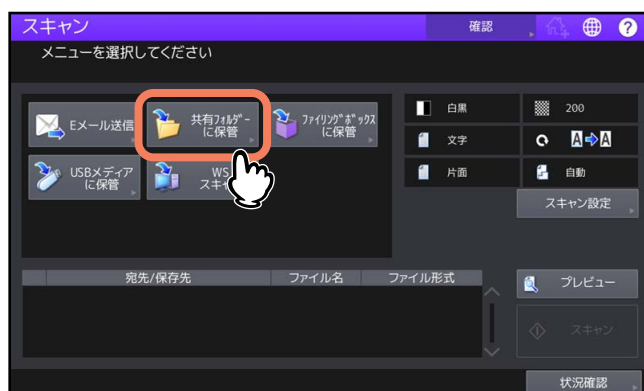 スキャン
確認
?
メニューを選択してください
Eメール送信
共有フォルダー
に保管
ファイリングボックス
に保管
USBメディア
に保管
WS
スキャ
白黒
200
文字
A A
片面
自動
スキャン設定
宛先/保存先 ファイル名 ファイル形式
プレビュー
スキャン
状況確認